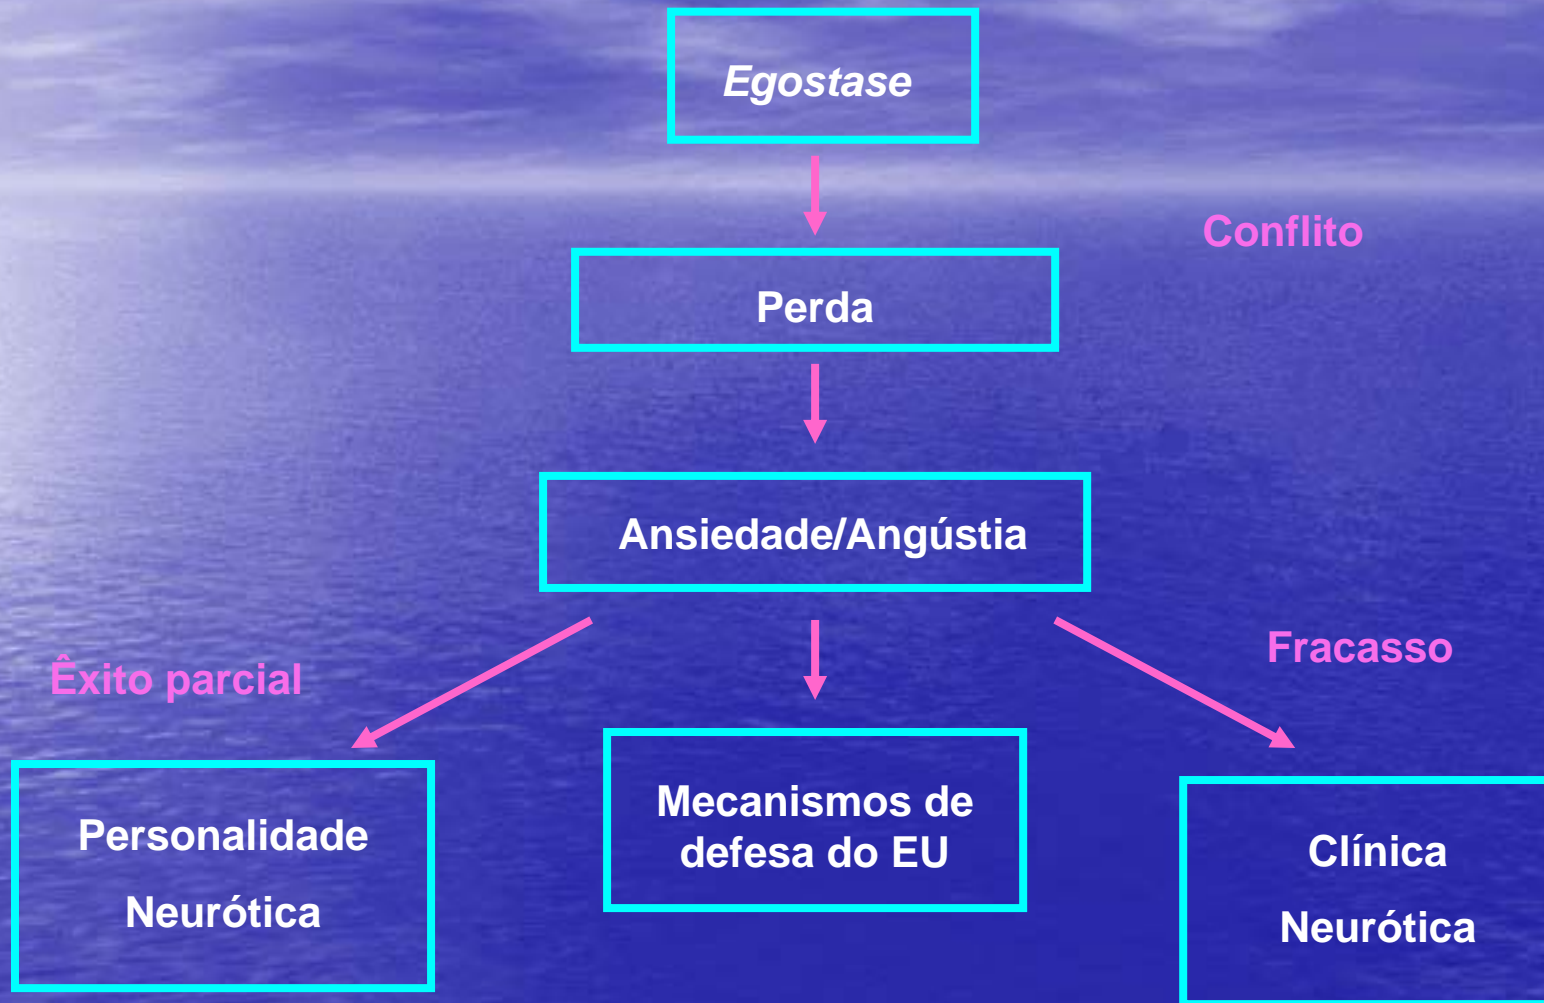 Egostase
Conflito
Perda
Ansiedade/Angústia
Êxito parcial
Fracasso
Personalidade
Neurótica
Mecanismos de
defesa do EU
Clínica
Neurótica